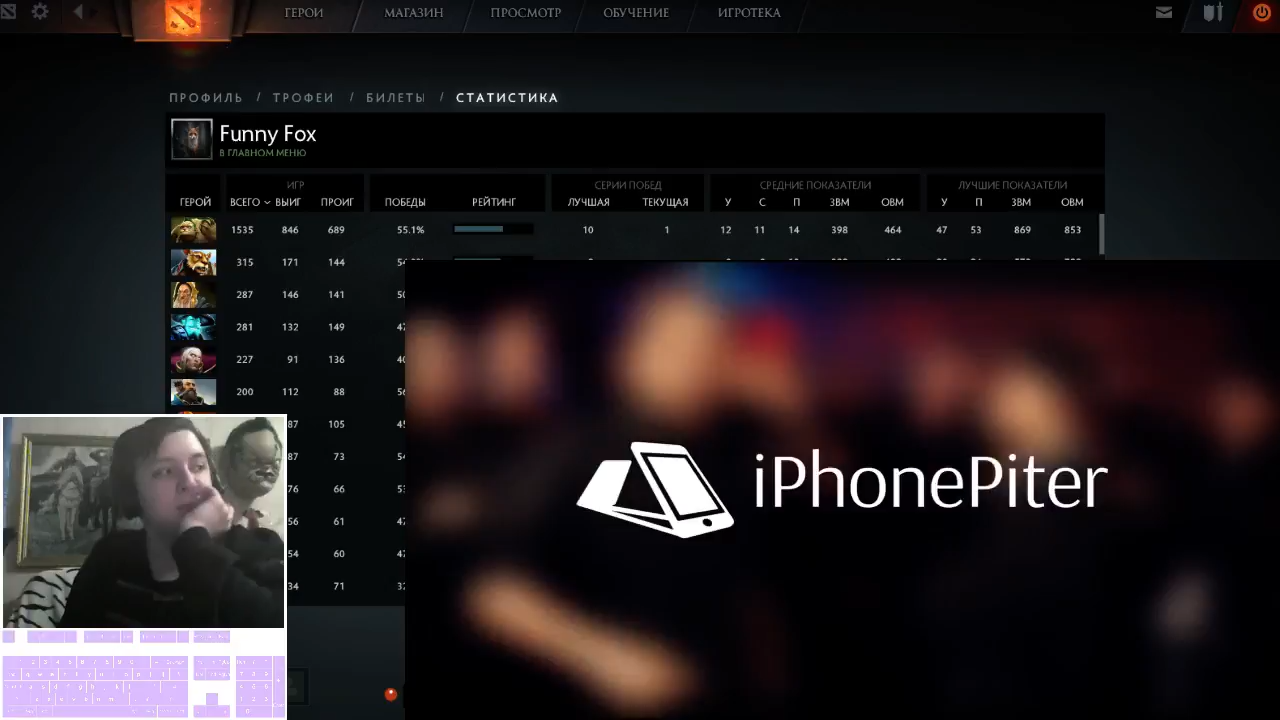 ГЕРОИ МАГАЗИН ПРОСМОТР ОБУЧЕНИЕ ИГРОТЕКА
ПРОФИЛЬ / ТРОФЕИ / БИЛЕТЫ / СТАТИСТИКА
Funny Fox
В ГЛАВНОМ МЕНЮ
ИГР СЕРИИ ПОБЕД СРЕДНИЕ ПОКАЗАТЕЛИ ЛУЧШИЕ ПОКАЗАТЕЛИ
ГЕРОЙ ВСЕГО ВЫИГ ПРОИГ ПОБЕДЫ РЕЙТИНГ ЛУЧШАЯ ТЕКУЩАЯ У С П ЗВМ ОВМ У П ЗВМ ОВМ
1535 846 689 55.1% 10 1 12 11 14 398 464 47 53 869 853
315 171 144
287 146 141
281 132 149
227 91 136
200 112 88
87 105
87 73
76 66
56 61
54 60
34 71
iPhonePiter